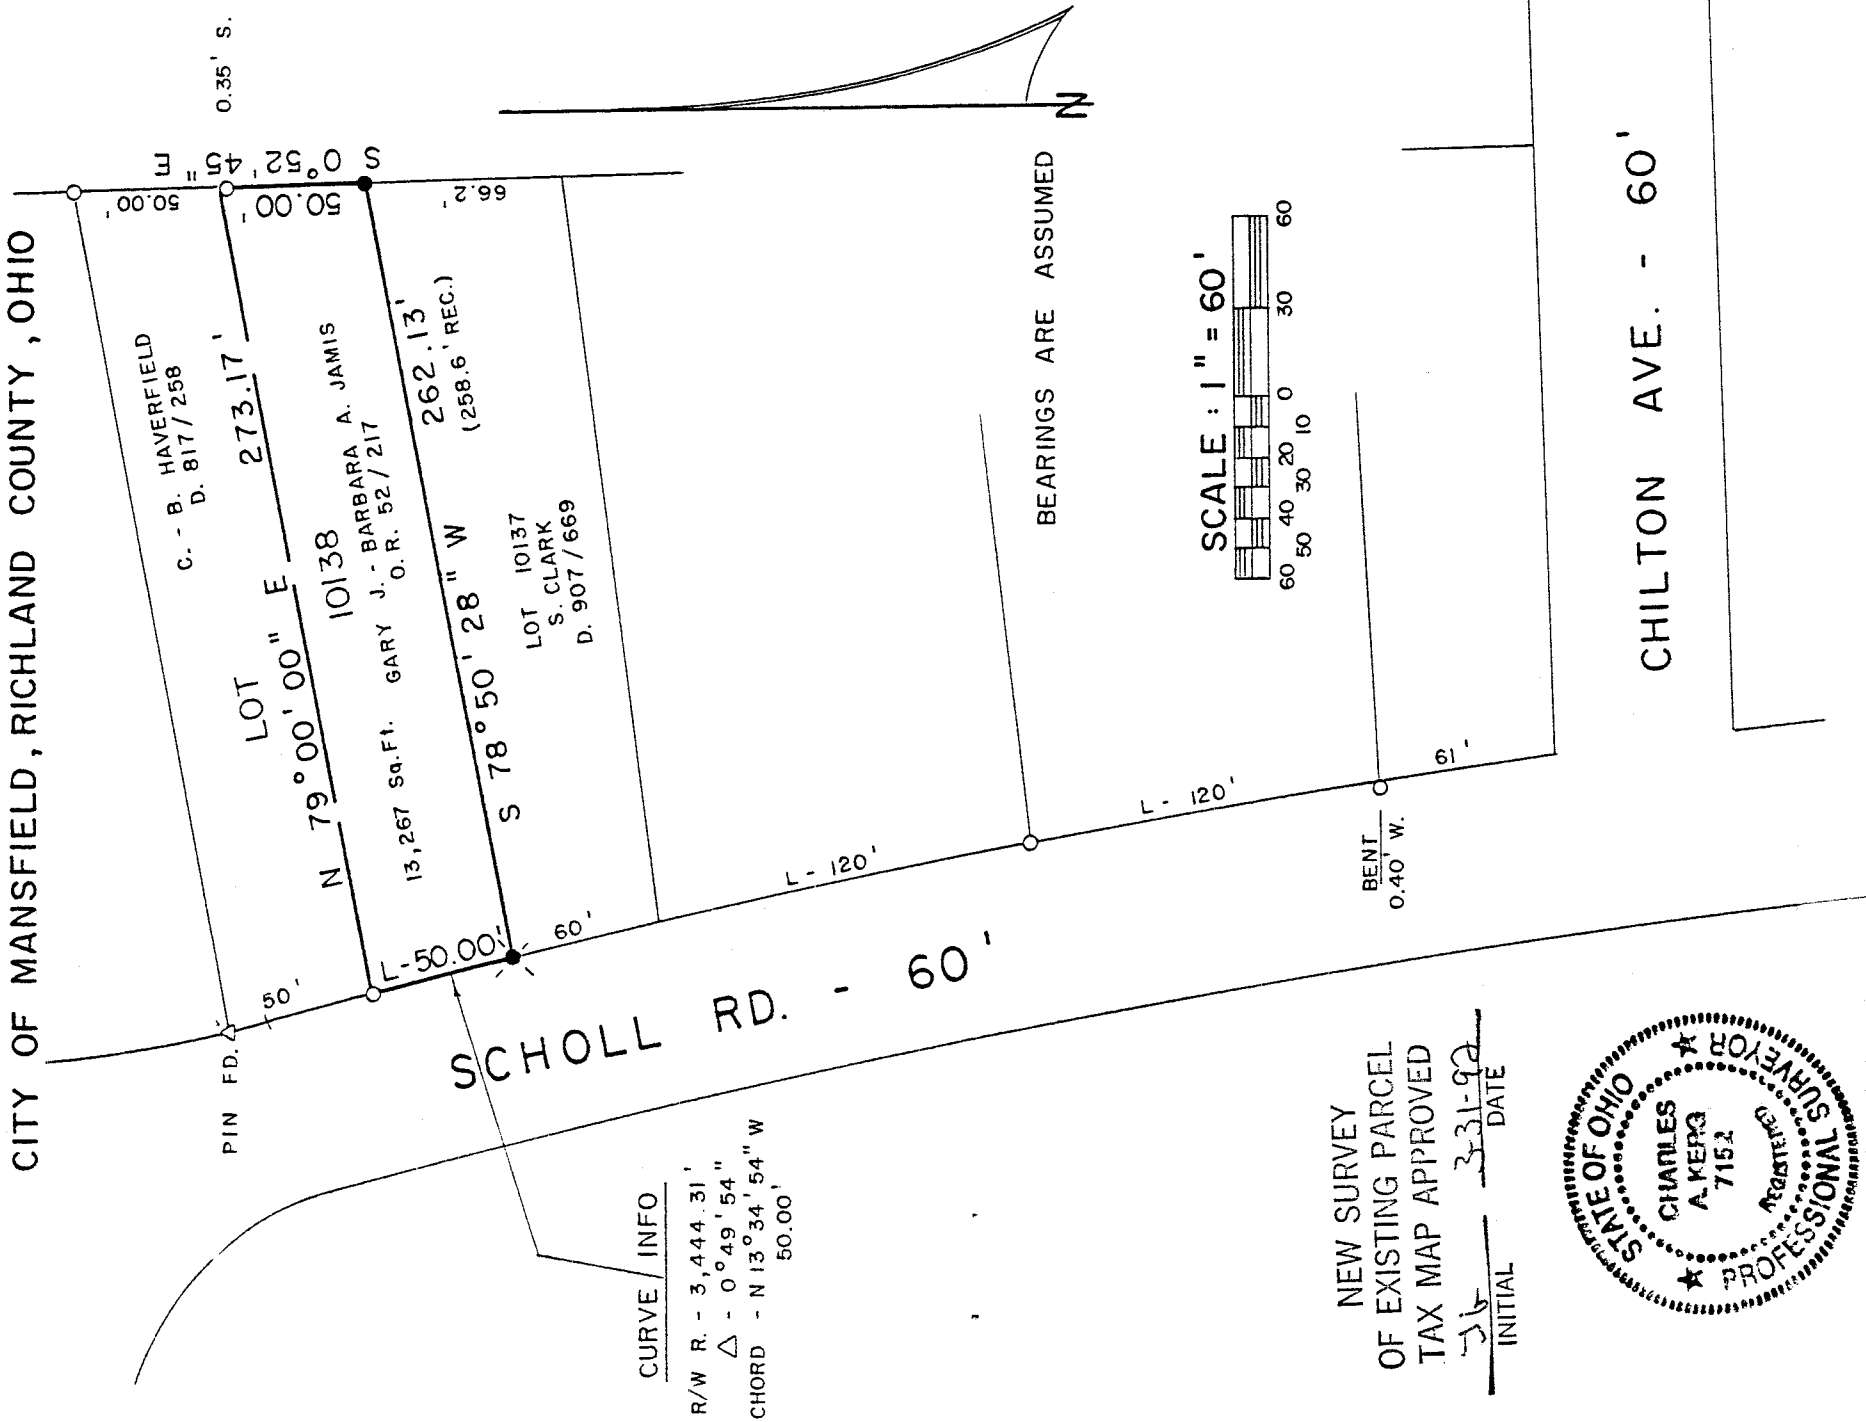 CITY OF MANSFIELD, RICHLAND COUNTY, OHIO
0.35' S.
C. - B. HAVERFIELD
D. 817/258
50.00'
S 0°52'45" E
50.00'
66.2'
LOT
10138
N 79°00'00" E 273.17'
13,267 Sq.Ft.
GARY J. - BARBARA A. JAMIS
O.R. 52/217
S 78°50'28" W 262.13'
(258.6' REC.)
LOT 10137
S. CLARK
D. 907/669
PIN FD.
50'
L-50.00'
60'
L - 120'
L - 120'
61'
BENT
0.40' W.
SCHOLL RD. - 60'
CURVE INFO
R/W R. - 3,444.31'
△ - 0°49'54"
CHORD - N 13°34'54" W
50.00'
N
BEARINGS ARE ASSUMED
SCALE : 1" = 60'
60 50 40 30 20 10 0 30 60
CHILTON AVE. - 60'
NEW SURVEY
OF EXISTING PARCEL
TAX MAP APPROVED
3-31-92
INITIAL DATE
STATE OF OHIO
CHARLES
A. KERG
7152
REGISTERED
PROFESSIONAL SURVEYOR